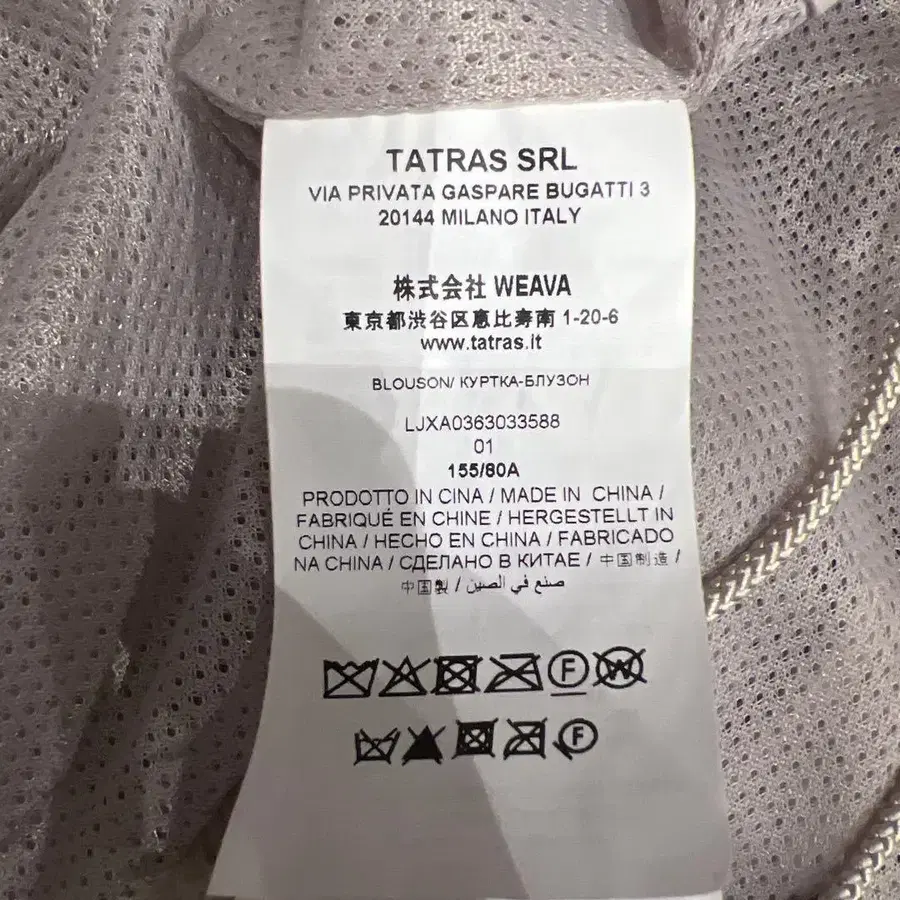 TATRAS SRL
VIA PRIVATA GASPARE BUGATTI 3
20144 MILANO ITALY
株式会社 WEAVA
東京都渋谷区恵比寿南 1-20-6
www.tatras.it
BLOUSON/ КУРТКА-БЛУЗОН
LJXA0363033588
01
155/80A
PRODOTTO IN CINA / MADE IN CHINA /
FABRIQUÉ EN CHINE / HERGESTELLT IN
CHINA / HECHO EN CHINA / FABRICADO
NA CHINA / СДЕЛАНО В КИТАЕ / 中国制造 /
中国製 / صنع في الصين
F W
F